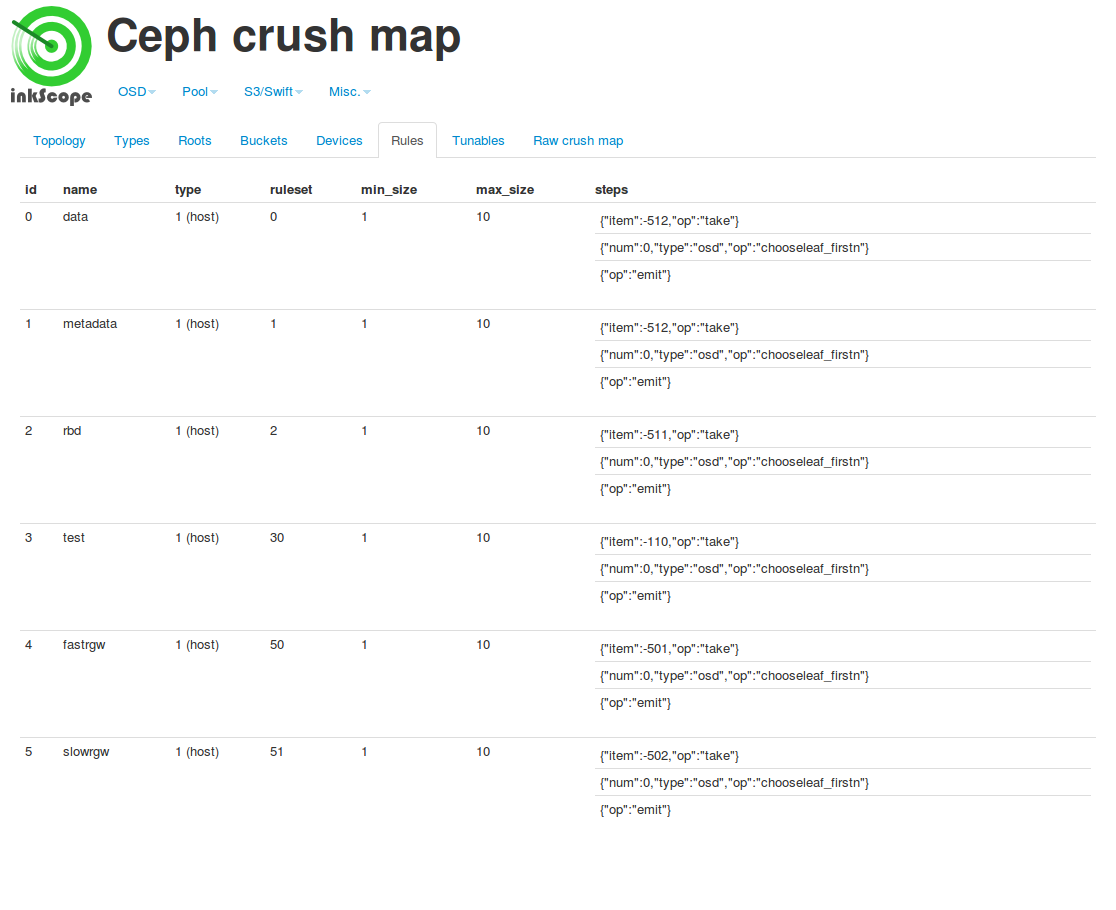 Ceph crush map
inkScope
OSD Pool S3/Swift Misc.
Topology Types Roots Buckets Devices Rules Tunables Raw crush map
id name type ruleset min_size max_size steps
0 data 1 (host) 0 1 10 {"item":-512,"op":"take"}
{"num":0,"type":"osd","op":"chooseleaf_firstn"}
{"op":"emit"}
1 metadata 1 (host) 1 1 10 {"item":-512,"op":"take"}
{"num":0,"type":"osd","op":"chooseleaf_firstn"}
{"op":"emit"}
2 rbd 1 (host) 2 1 10 {"item":-511,"op":"take"}
{"num":0,"type":"osd","op":"chooseleaf_firstn"}
{"op":"emit"}
3 test 1 (host) 30 1 10 {"item":-110,"op":"take"}
{"num":0,"type":"osd","op":"chooseleaf_firstn"}
{"op":"emit"}
4 fastrgw 1 (host) 50 1 10 {"item":-501,"op":"take"}
{"num":0,"type":"osd","op":"chooseleaf_firstn"}
{"op":"emit"}
5 slowrgw 1 (host) 51 1 10 {"item":-502,"op":"take"}
{"num":0,"type":"osd","op":"chooseleaf_firstn"}
{"op":"emit"}